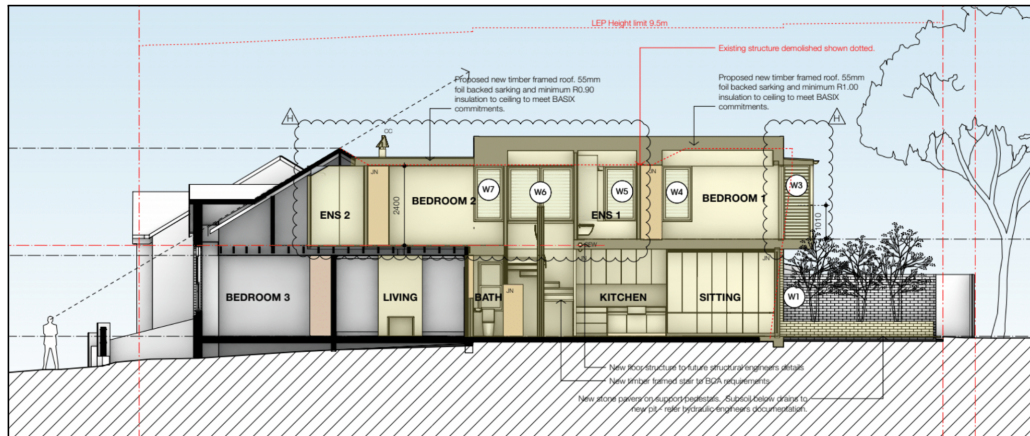 LEP Height limit 9.5m
Existing structure demolished shown dotted.
Proposed new timber framed roof. 55mm
foil backed sarking and minimum R0.90
insulation to ceiling to meet BASIX
commitments.
Proposed new timber framed roof. 55mm
foil backed sarking and minimum R1.00
insulation to ceiling to meet BASIX
commitments.
H
H
CC
JN
ENS 2
2400
BEDROOM 2
W7
W6
W5
JN
W4
BEDROOM 1
W3
ENS 1
1010
JN
BEDROOM 3
LIVING
BATH
JN
KITCHEN
SITTING
W1
New floor structure to future structural engineers details
New timber framed stair to BCA requirements
New stone pavers on support pedestals. Subsoil below drains to
new pit - refer hydraulic engineers documentation.